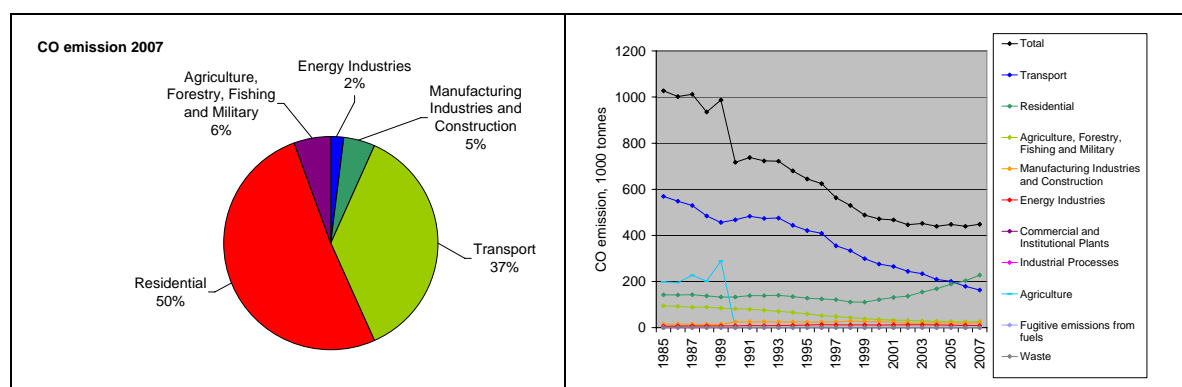 CO emission 2007
Energy Industries
2%
Agriculture,
Forestry, Fishing
and Military
6%
Manufacturing
Industries and
Construction
5%
Transport
37%
Residential
50%
CO emission, 1000 tonnes
1200
1000
800
600
400
200
0
1985
1987
1989
1991
1993
1995
1997
1999
2001
2003
2005
2007
Total
Transport
Residential
Agriculture, Forestry,
Fishing and Military
Manufacturing Industries
and Construction
Energy Industries
Commercial and
Institutional Plants
Industrial Processes
Agriculture
Fugitive emissions from
fuels
Waste